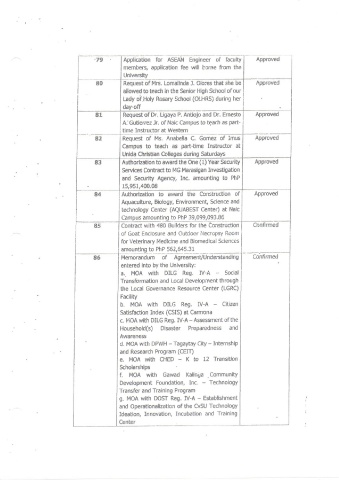 79 Application for ASEAN Engineer of faculty Approved
members, application fee will come from the
University
80 Request of Mrs. Lomalinda J. Olores that she be Approved
allowed to teach in the Senior High School of our
Lady of Holy Rosary School (OLHRS) during her
day-off
81 Request of Dr. Ligaya P. Antiojo and Dr. Ernesto Approved
A. Gutierrez Jr. of Naic Campus to teach as part-
time Instructor at Western
82 Request of Ms. Anabella C. Gomez of Imus Approved
Campus to teach as part-time Instructor at
Unida Christian Colleges during Saturdays
83 Authorization to award the One (1) Year Security Approved
Services Contract to MG Maresigan Investigation
and Security Agency, Inc. amounting to PhP
15,951,400.08
84 Authorization to award the Construction of Approved
Aquaculture, Biology, Environment, Science and
technology Center (AQUABEST Center) at Naic
Campus amounting to PhP 39,099,093.00
85 Contract with 480 Builders for the Construction Confirmed
of Goat Enclosure and Outdoor Necropsy Room
for Veterinary Medicine and Biomedical Sciences
amounting to PhP 582,645.31
86 Memorandum of Agreement/Understanding Confirmed
entered into by the University:
a. MOA with DILG Reg. IV-A – Social
Transformation and Local Development through
the Local Governance Resource Center (LGRC)
Facility
b. MOA with DILG Reg. IV-A – Citizen
Satisfaction Index (CSIS) at Carmona
c. MOA with DILG Reg. IV-A – Assessment of the
Household(s) Disaster Preparedness and
Awareness
d. MOA with DPWH – Tagaytay City – Internship
and Research Program (CEIT)
e. MOA with CHED – K to 12 Transition
Scholarships
f. MOA with Gawad Kalinga Community
Development Foundation, Inc. – Technology
Transfer and Training Program
g. MOA with DOST Reg. IV-A – Establishment
and Operationalization of the CvSU Technology
Ideation, Innovation, Incubation and Training
Center